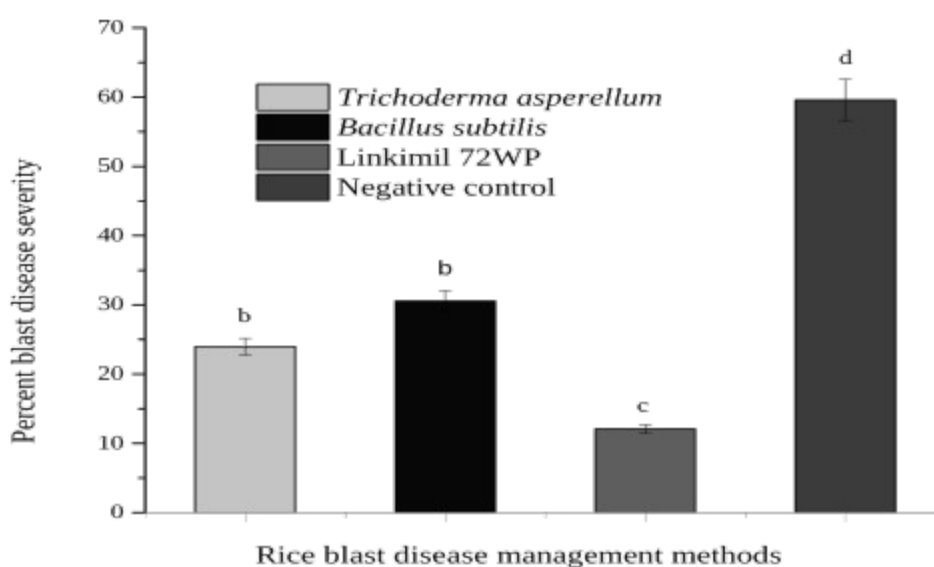 Percent blast disease severity
70
60
50
40
30
20
10
0
Trichoderma asperellum
Bacillus subtilis
Linkimil 72WP
Negative control
b
b
c
d
Rice blast disease management methods